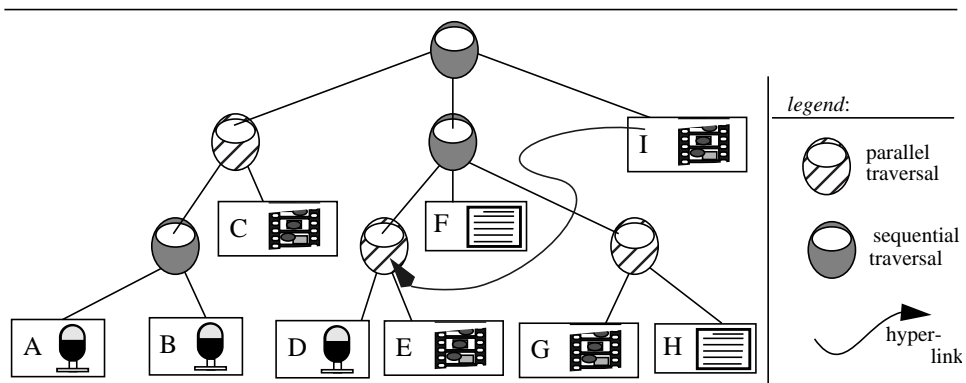 I
C
F
A
B
D
E
G
H
legend:
parallel
traversal
sequential
traversal
hyper-
link